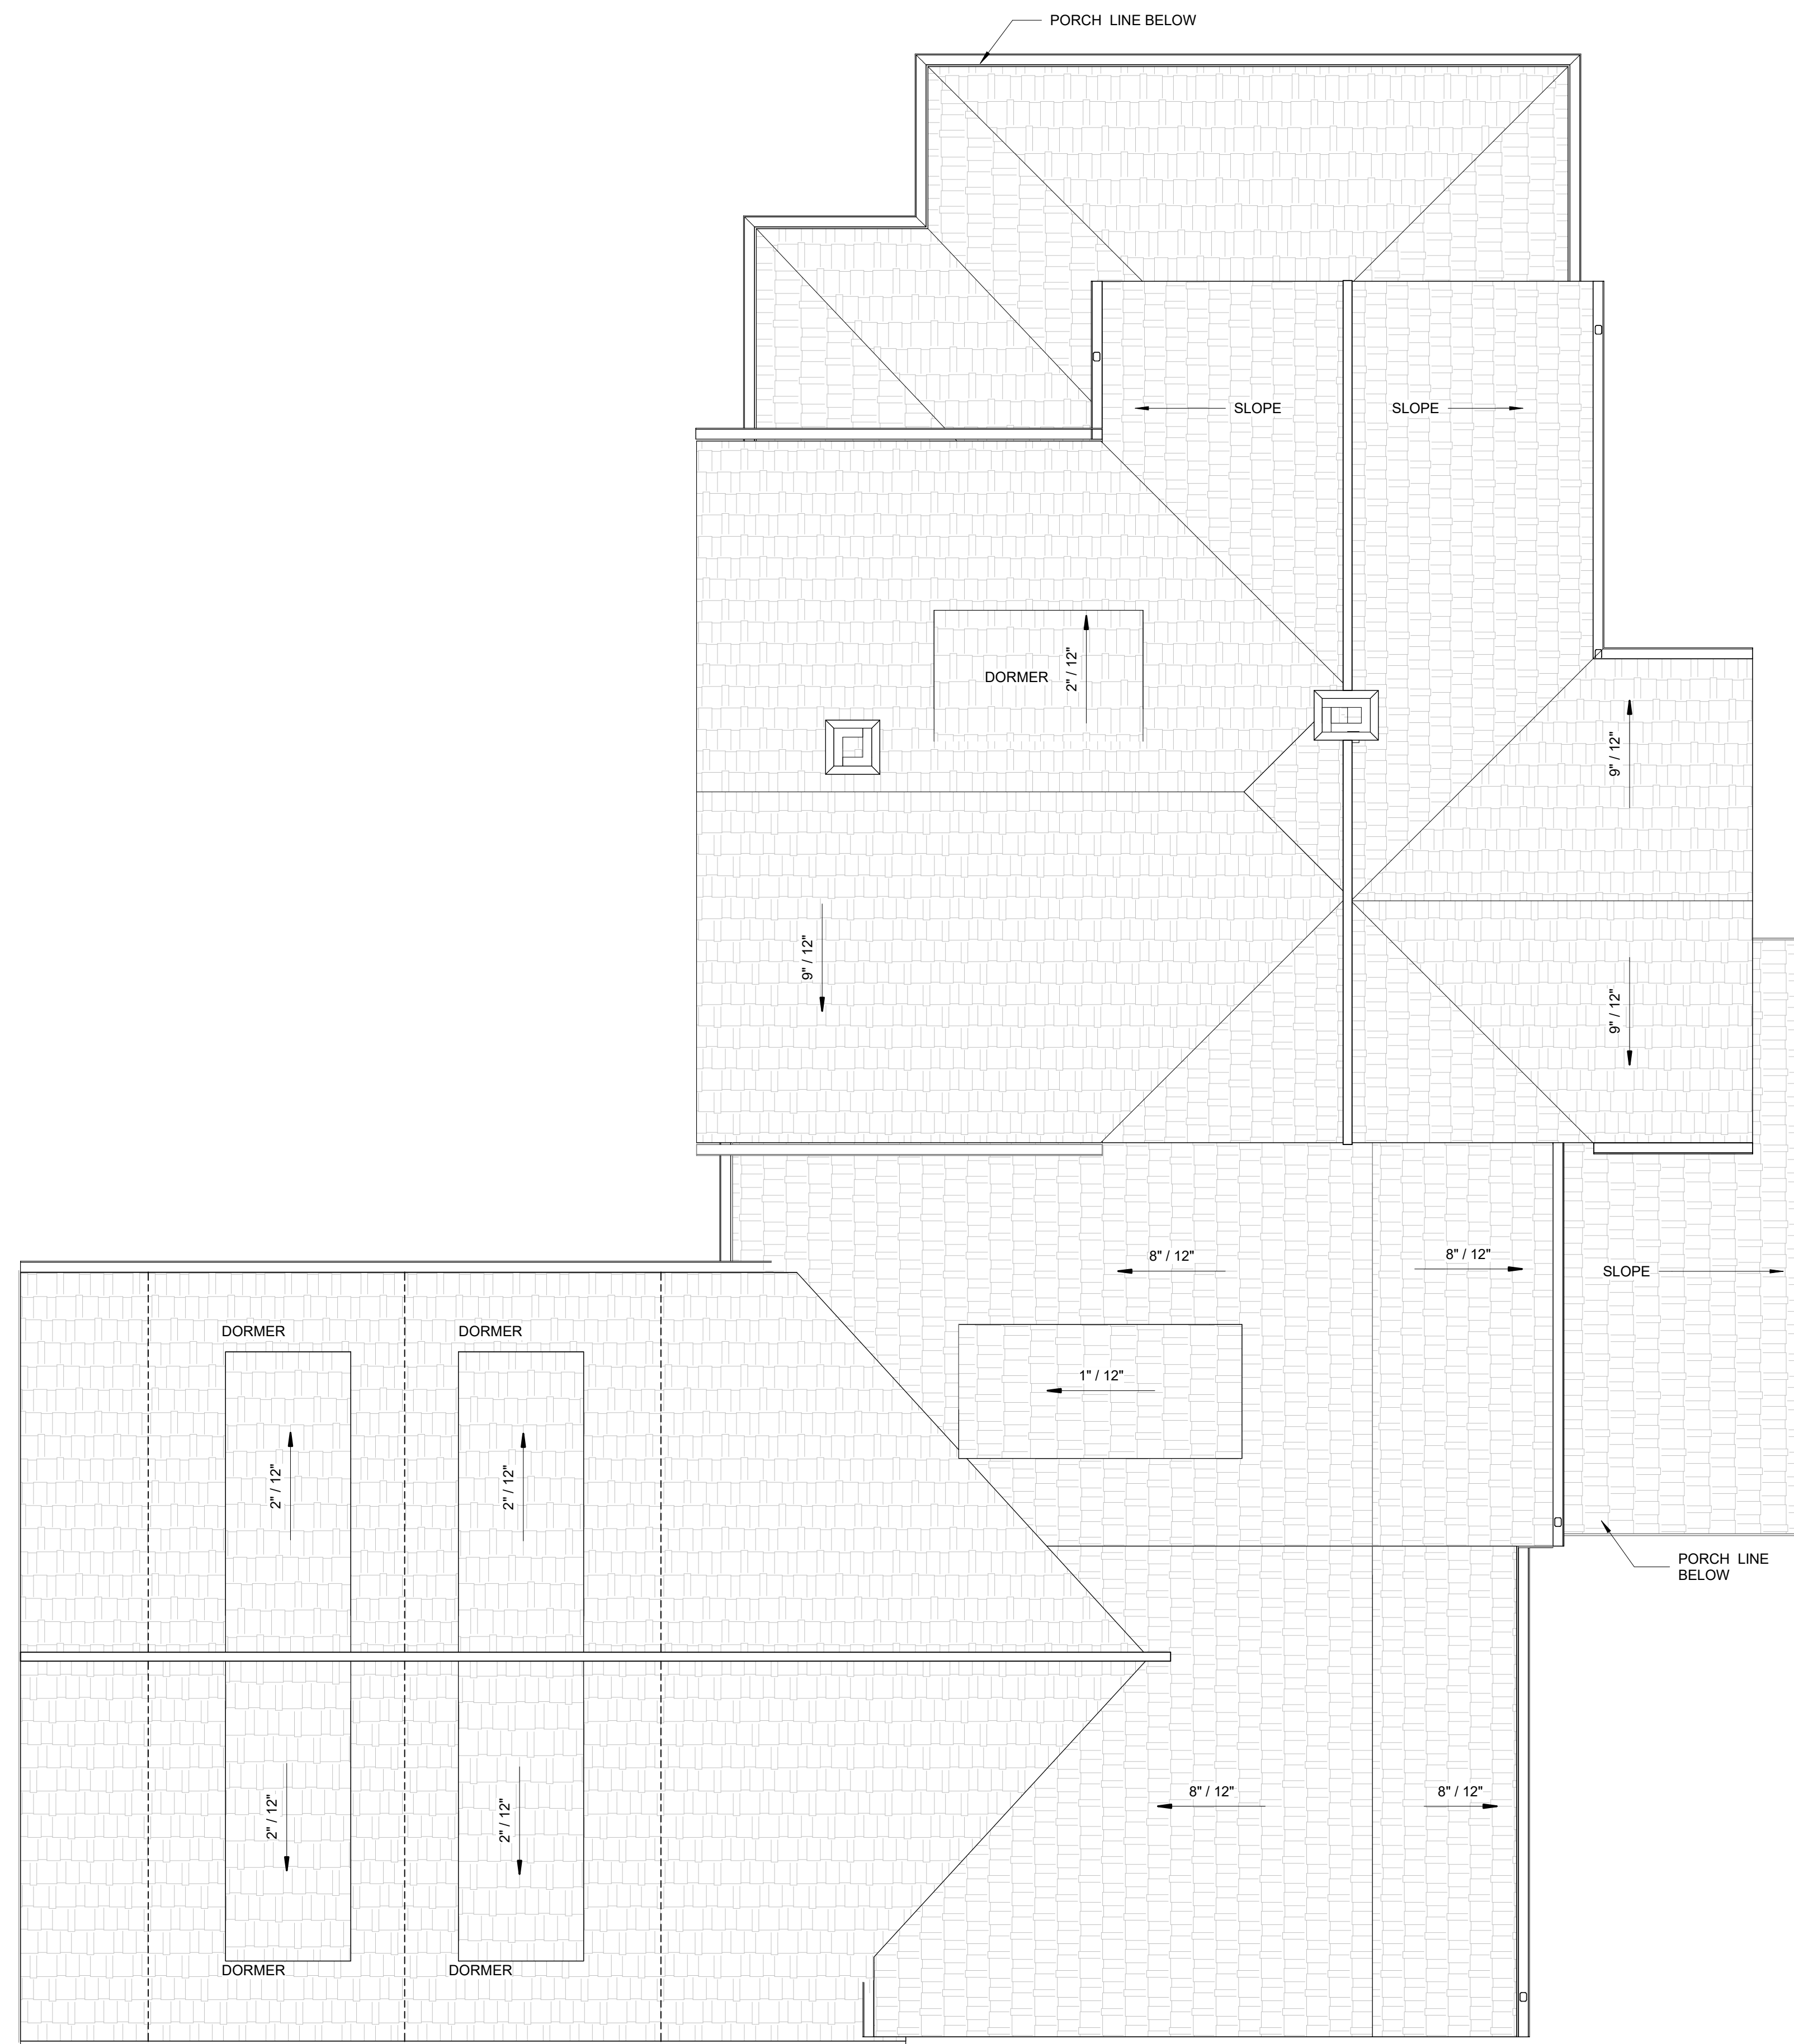 PORCH LINE BELOW
SLOPE
SLOPE
2" / 12"
DORMER
9" / 12"
9" / 12"
9" / 12"
8" / 12"
8" / 12"
SLOPE
DORMER
DORMER
1" / 12"
2" / 12"
2" / 12"
PORCH LINE
BELOW
8" / 12"
8" / 12"
2" / 12"
2" / 12"
DORMER
DORMER